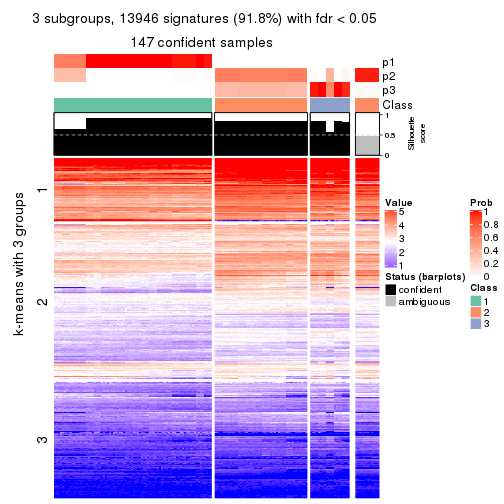 3 subgroups, 13946 signatures (91.8%) with fdr < 0.05
147 confident samples
p1
p2
p3
Class
1
0.5
0
Silhouette
score
k-means with 3 groups
1
2
3
Value
5
4
3
2
1
Status (barplots)
confident
ambiguous
Prob
1
0.8
0.6
0.4
0.2
0
Class
1
2
3